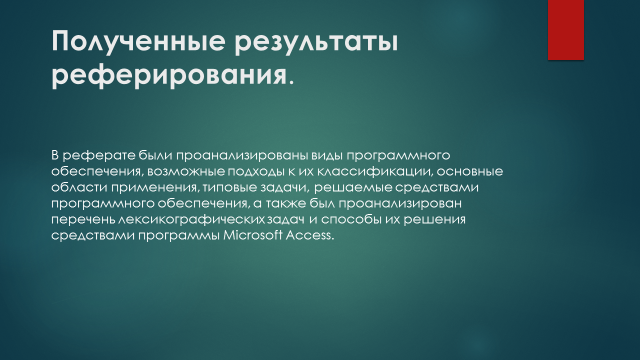 Полученные результаты
реферирования.
В реферате были проанализированы виды программного
обеспечения, возможные подходы к их классификации, основные
области применения, типовые задачи, решаемые средствами
программного обеспечения, а также был проанализирован
перечень лексикографических задач и способы их решения
средствами программы Microsoft Access.